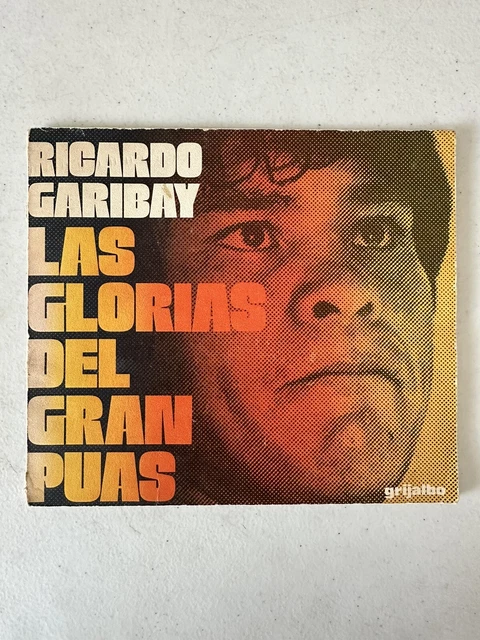 RICARDO
GARIBAY
LAS
GLORIAS
DEL
GRAN
PUAS
grijalbo